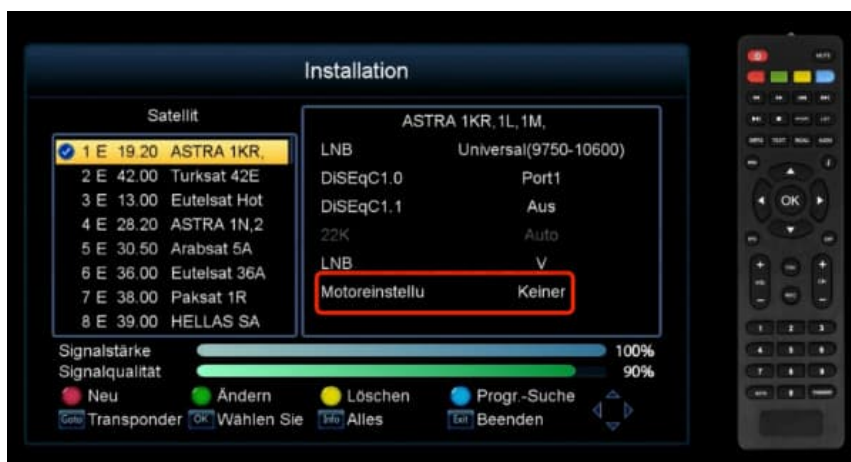 Installation
Satellit
1 E 19.20 ASTRA 1KR,
2 E 42.00 Turksat 42E
3 E 13.00 Eutelsat Hot
4 E 28.20 ASTRA 1N,2
5 E 30.50 Arabsat 5A
6 E 36.00 Eutelsat 36A
7 E 38.00 Paksat 1R
8 E 39.00 HELLAS SA
ASTRA 1KR,1L,1M,
LNB Universal(9750-10600)
DiSEqC1.0 Port1
DiSEqC1.1 Aus
22K Auto
LNB V
Motoreinstellu Keiner
Signalstärke 100%
Signalqualität 90%
Neu Ändern Löschen Progr.-Suche
Goto Transponder OK Wählen Sie Info Alles Exit Beenden
MUTE
OK
1 2 3